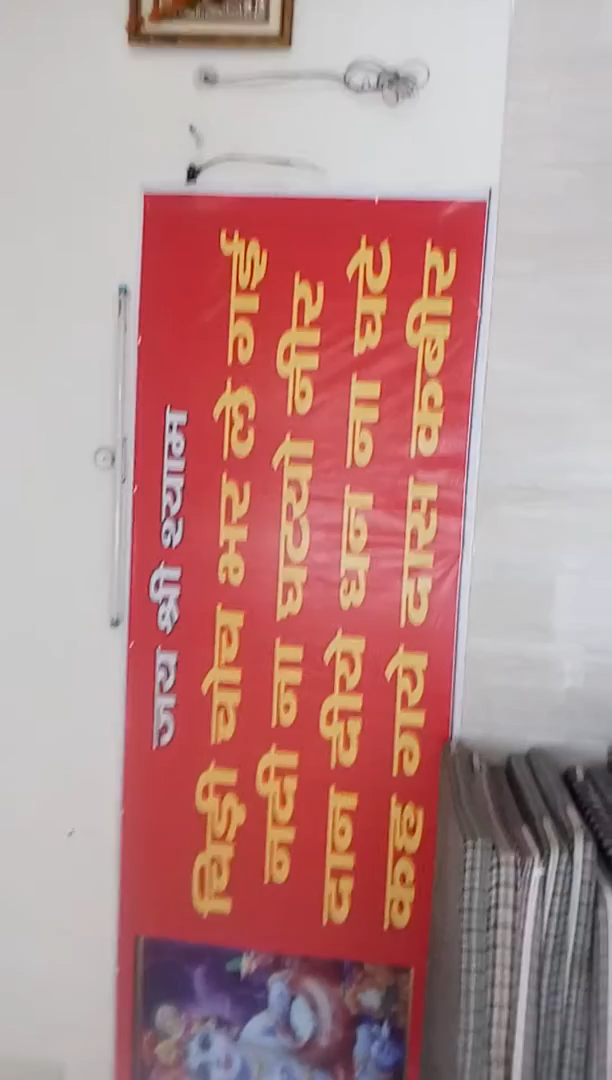 जय श्री श्याम
चिड़ी चोच भर ले गई
नदी ना घट्यो नीर
दान दीये धन ना घटे
कह गये दास कबीर